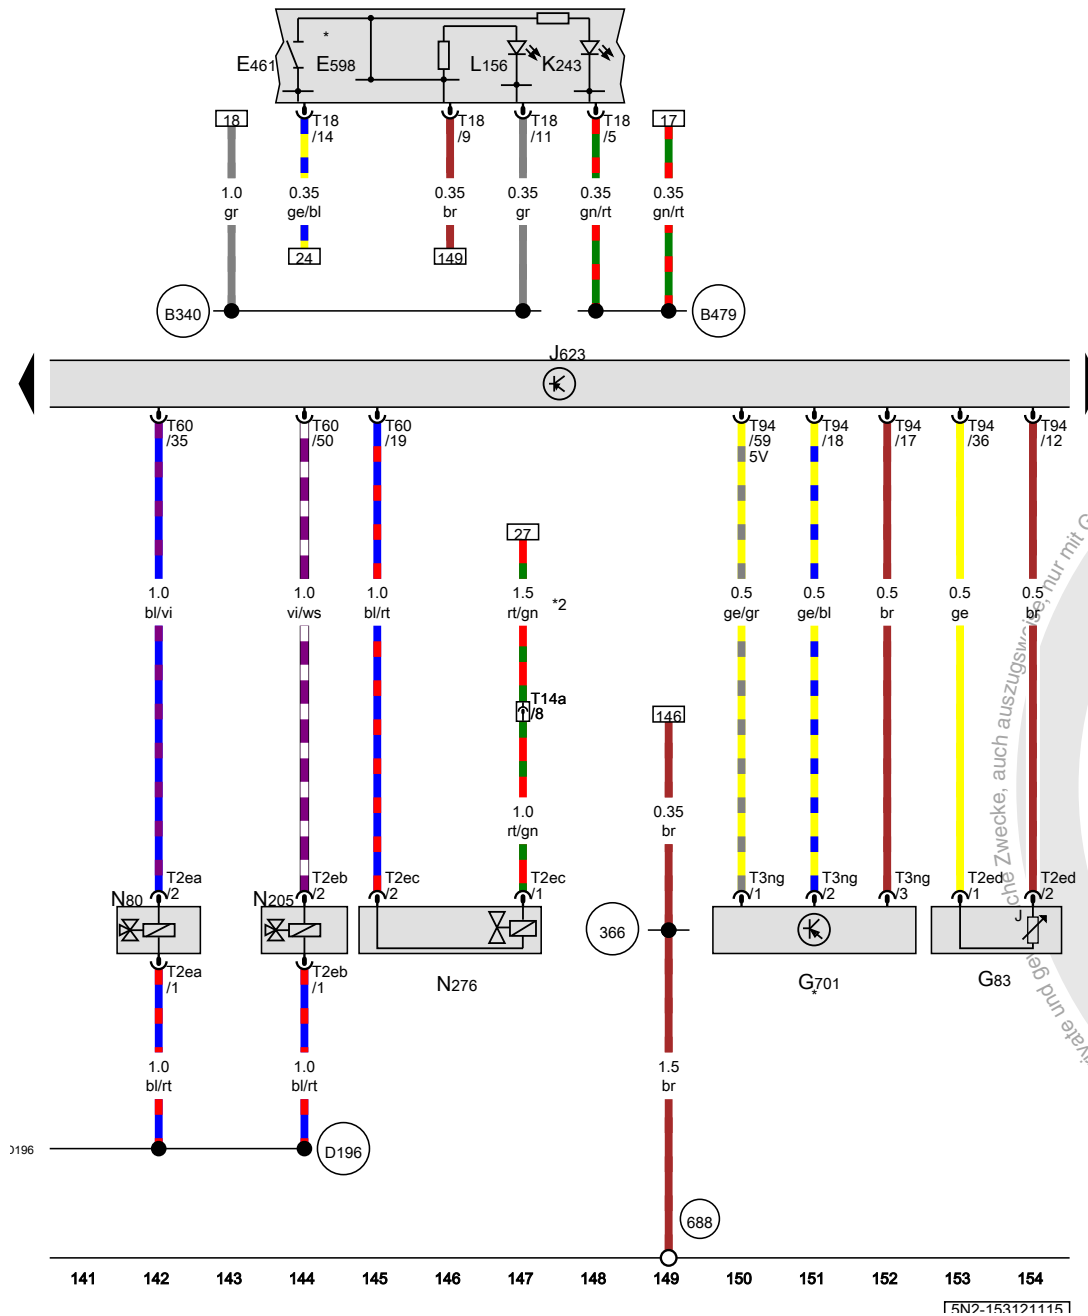 *
E461 E598 L156 K243
18 T18 /14 T18 /9 T18 /11 T18 /5 17
1.0 0.35 0.35 0.35 0.35 0.35
gr ge/bl br gr gn/rt gn/rt
24 149
B340 B479
J623
T60 /35 T60 /50 T60 /19 T94 /59 5V T94 /18 T94 /17 T94 /36 T94 /12
27
1.0 1.0 1.0 1.5 0.5 0.5 0.5 0.5 0.5
bl/vi vi/ws bl/rt rt/gn *2 ge/gr ge/bl br ge br
T14a /8
146
1.0 0.35
rt/gn br
T2ea /2 T2eb /2 T2ec /2 T2ec /1 T3ng /1 T3ng /2 T3ng /3 T2ed /1 T2ed /2
N80 N205
J
366
T2ea /1 T2eb /1
N276 G701 G83
*
1.0 1.0 1.5
bl/rt bl/rt br
D196 D196
688
141 142 143 144 145 146 147 148 149 150 151 152 153 154
5N2-153121115
Zwecke, auch auszugsweise, nur mit